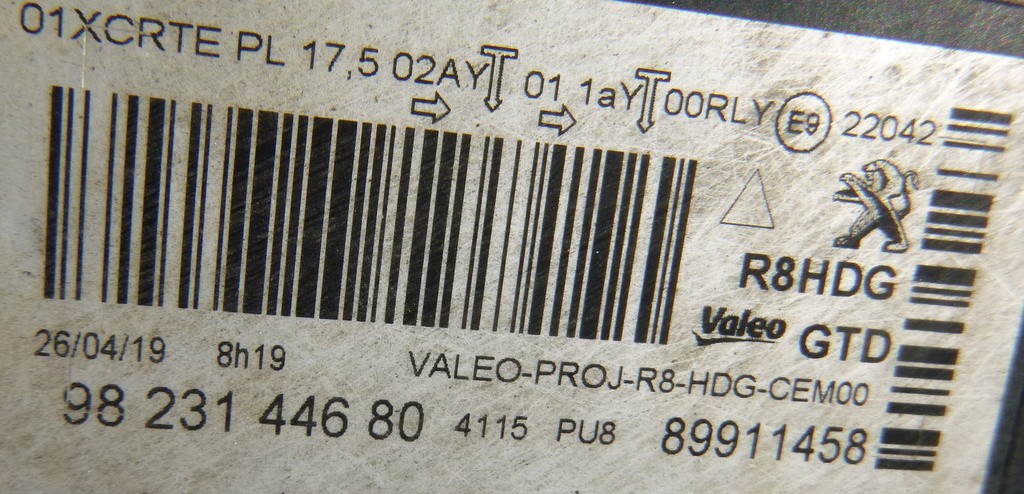 01XCRTE PL 17,5 02AY 01 1aY 00RLY E9 22042
R8HDG
Valeo GTD
26/04/19 8h19 VALEO-PROJ-R8-HDG-CEM00
98 231 446 80 4115 PU8 89911458